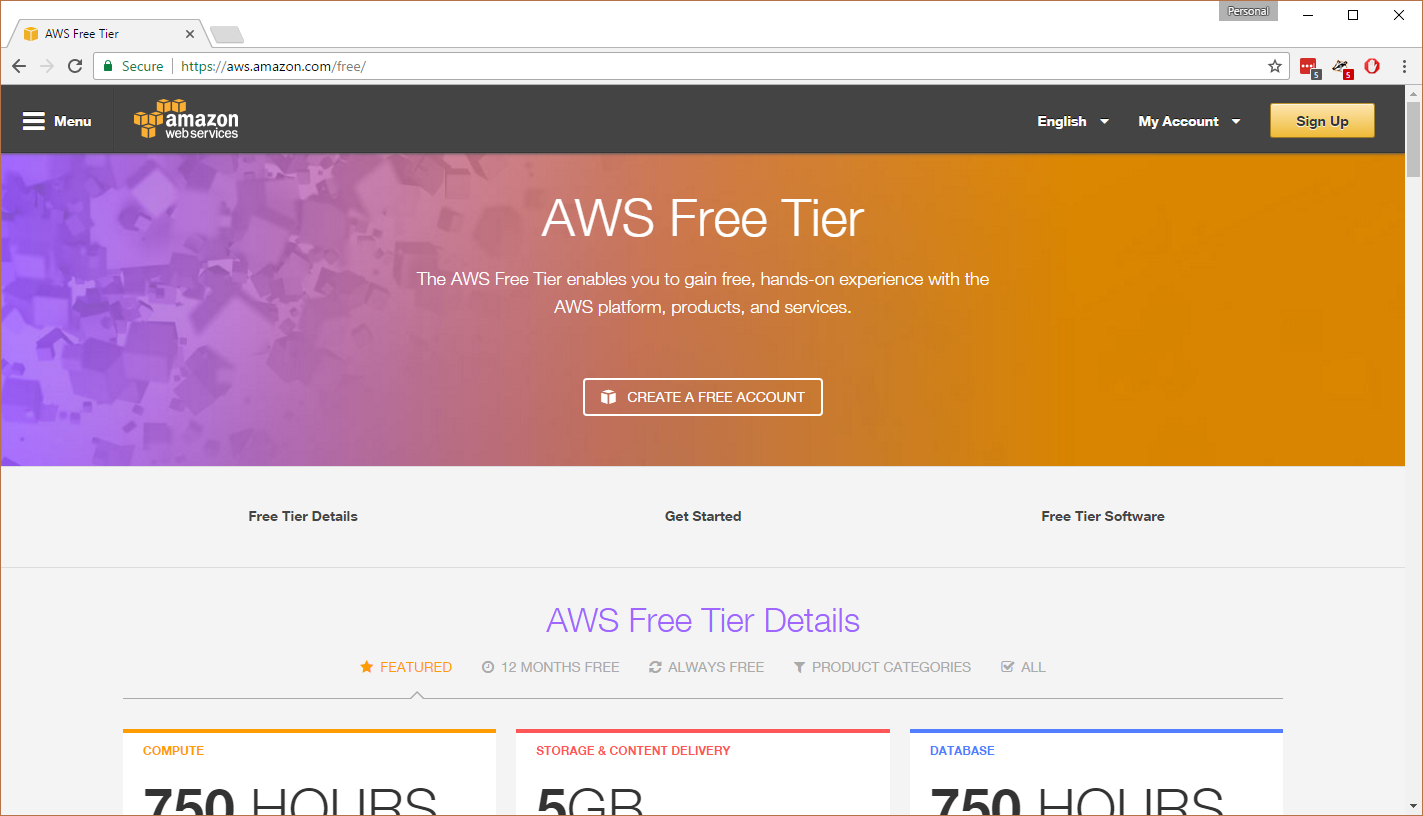 Personal
AWS Free Tier
Secure https://aws.amazon.com/free/
5
5
Menu
amazon
web services
English
My Account
Sign Up
AWS Free Tier
The AWS Free Tier enables you to gain free, hands-on experience with the
AWS platform, products, and services.
CREATE A FREE ACCOUNT
Free Tier Details
Get Started
Free Tier Software
AWS Free Tier Details
FEATURED
12 MONTHS FREE
ALWAYS FREE
PRODUCT CATEGORIES
ALL
COMPUTE
750 HOURS
STORAGE & CONTENT DELIVERY
5GB
DATABASE
750 HOURS